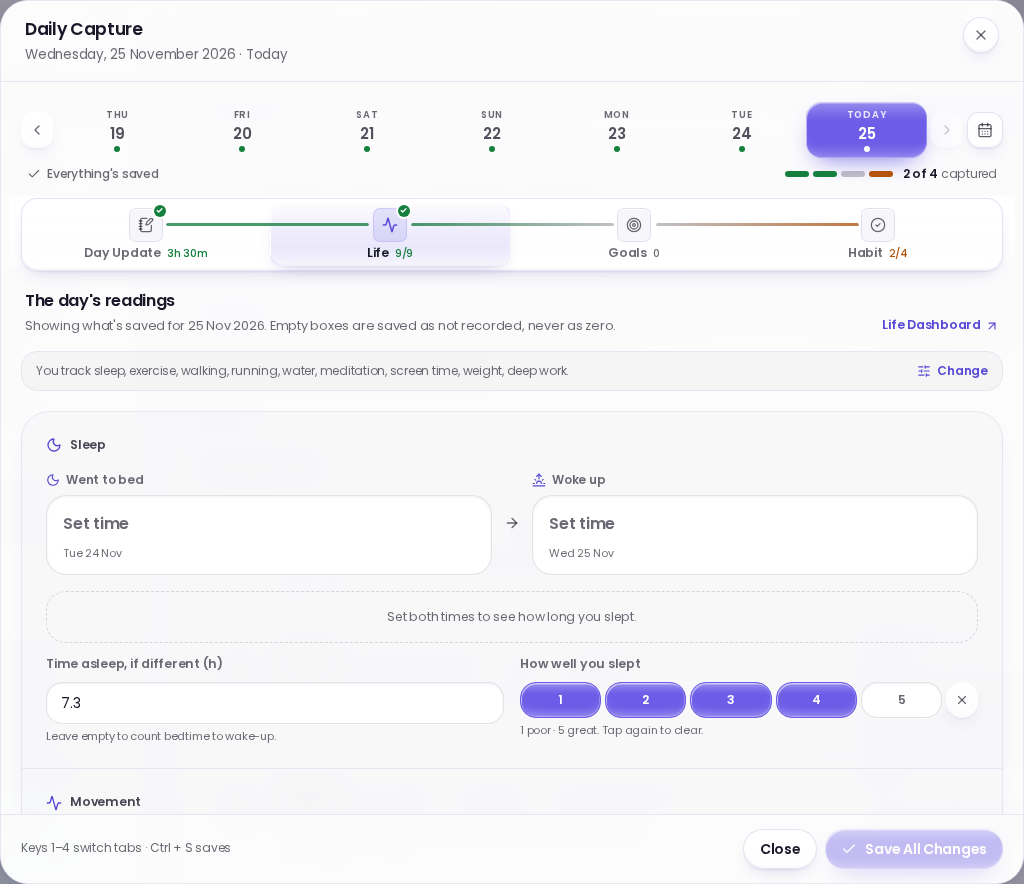 Daily Capture
Wednesday, 25 November 2026 · Today
THU FRI SAT SUN MON TUE TODAY
19 20 21 22 23 24 25
Everything's saved
2 of 4 captured
Day Update 3h 30m Life 9/9 Goals 0 Habit 2/4
The day's readings
Showing what's saved for 25 Nov 2026. Empty boxes are saved as not recorded, never as zero.
Life Dashboard
You track sleep, exercise, walking, running, water, meditation, screen time, weight, deep work.
Change
Sleep
Went to bed Woke up
Set time Set time
Tue 24 Nov Wed 25 Nov
Set both times to see how long you slept.
Time asleep, if different (h) How well you slept
7.3 1 2 3 4 5
Leave empty to count bedtime to wake-up. 1 poor · 5 great. Tap again to clear.
Movement
Keys 1–4 switch tabs · Ctrl + S saves
Close Save All Changes